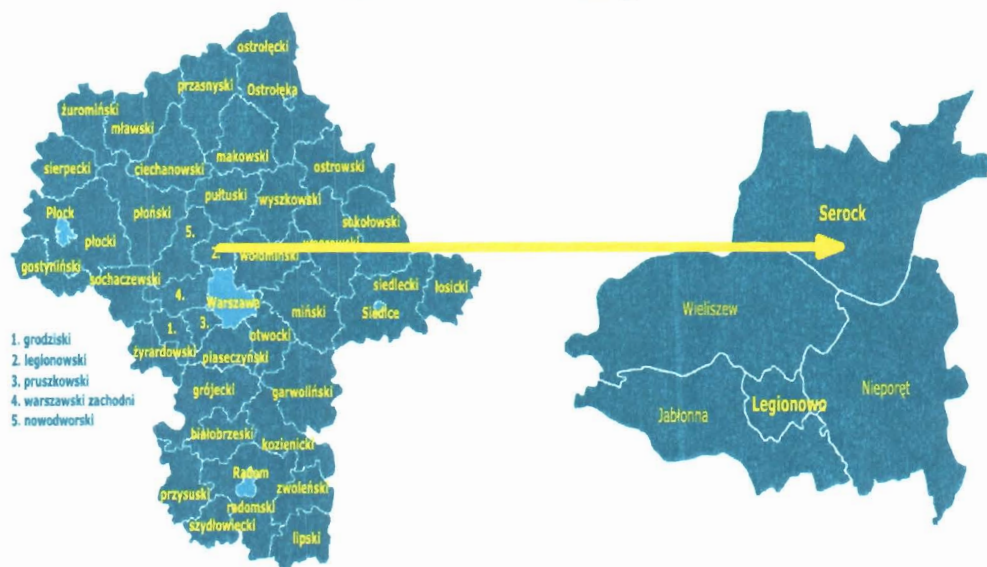 ostrołęcki
przasnyski
Ostrołęka
żuromiński
mławski
sierpecki
ciechanowski
makowski
ostrowski
pułtuski
wyszkowski
Płock
płoński
sokołowski
płocki
5.
2.
wołomiński
gostyniński
sochaczewski
siedlecki
łosicki
4.
Warszawa
miński
Siedlce
1.
3.
otwocki
żyrardowski
piaseczyński
grójecki
garwoliński
białobrzeski
kozienicki
Radom
przysuski
zwoleński
radomski
szydłowiecki
lipski
1. grodziski
2. legionowski
3. pruszkowski
4. warszawski zachodni
5. nowodworski
Serock
Wieliszew
Nieporęt
Jabłonna
Legionowo